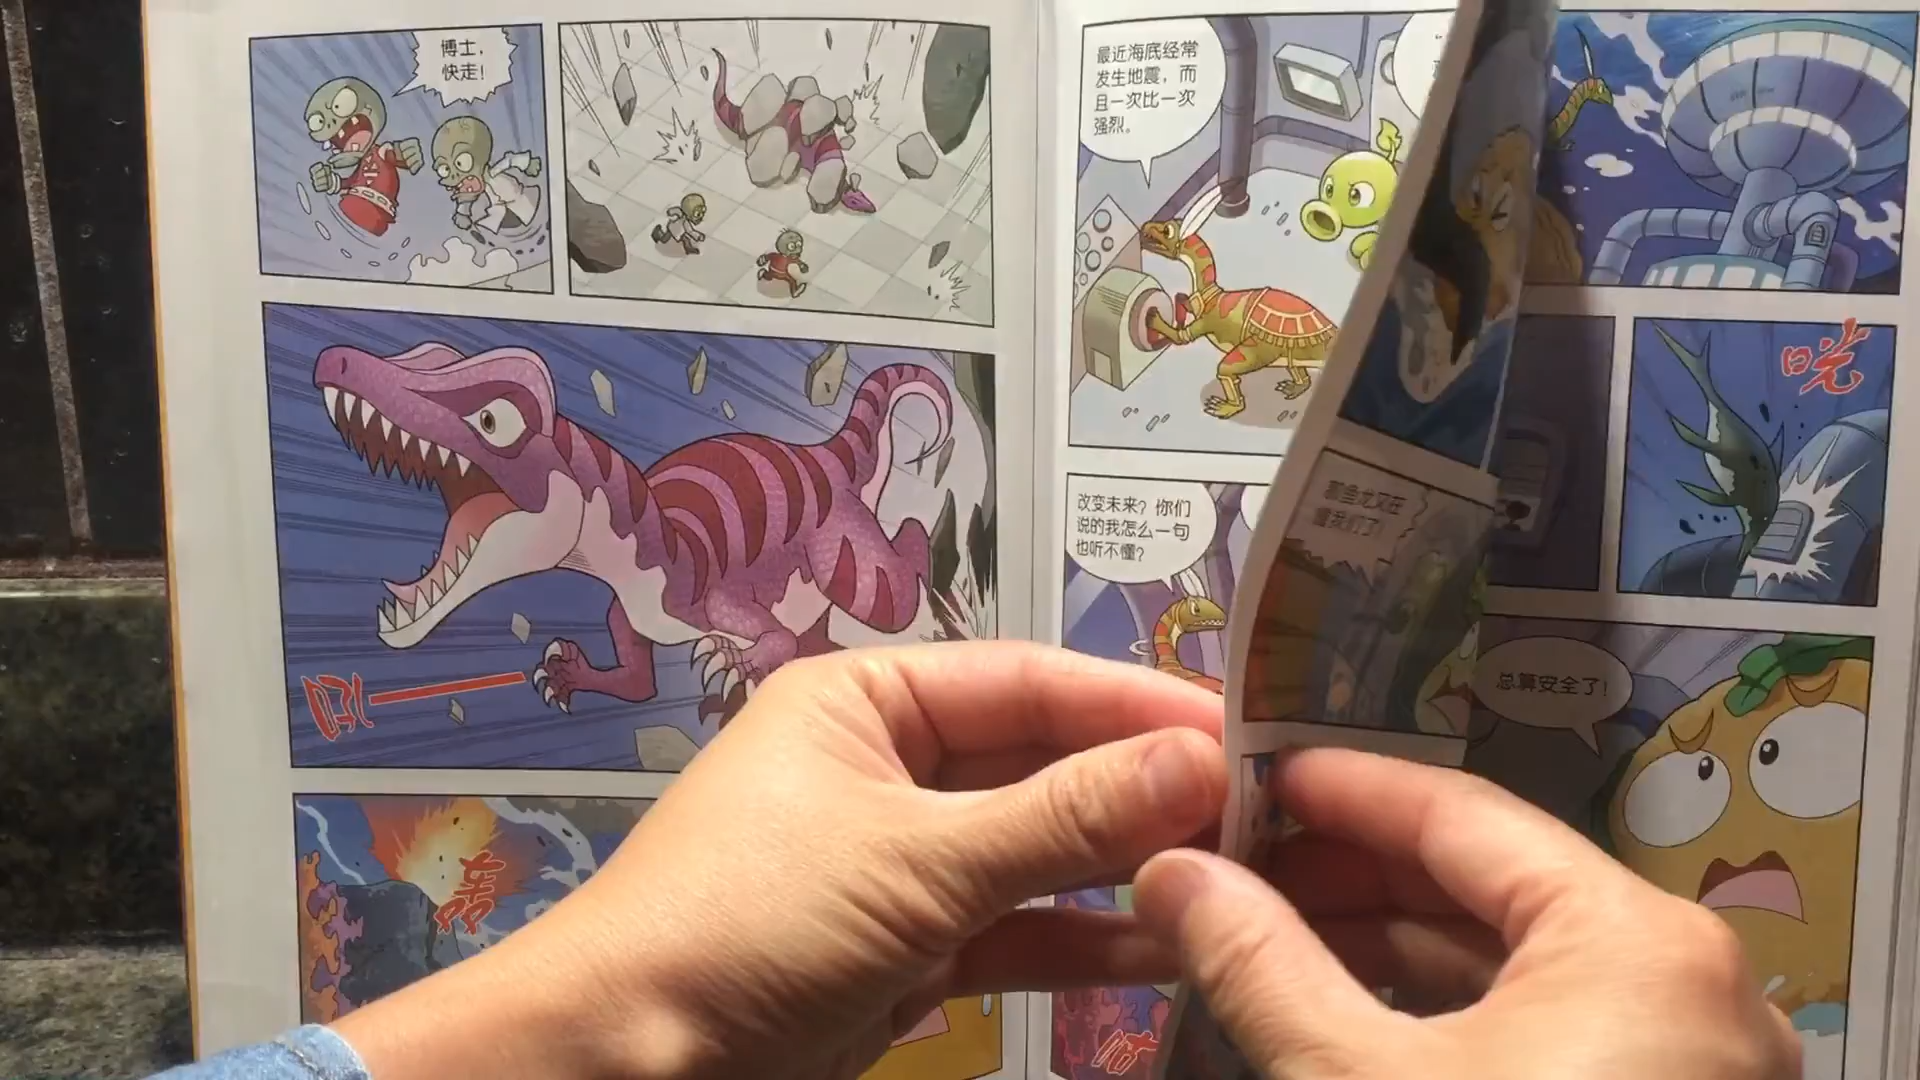 博士，
快走！
最近海底经常
发生地震，而
且一次比一次
强烈。
改变未来？你们
说的我怎么一句
也听不懂？
总算安全了！
咣